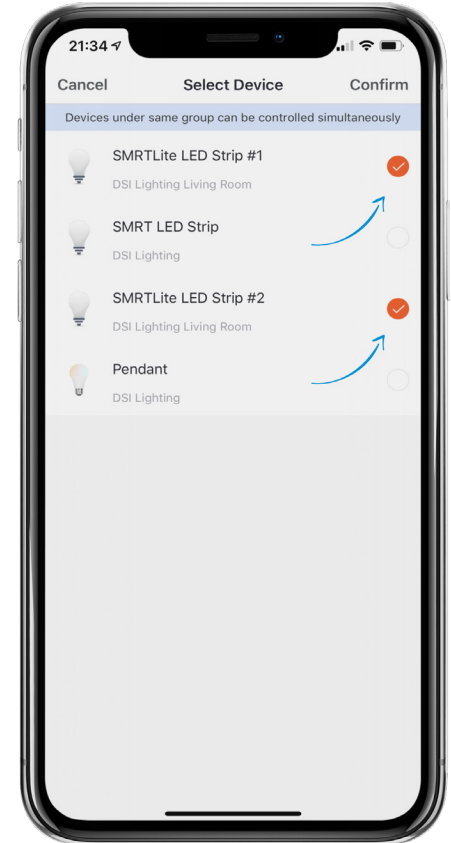 21:34
Cancel Select Device Confirm
Devices under same group can be controlled simultaneously
SMRTLite LED Strip #1
DSI Lighting Living Room
SMRT LED Strip
DSI Lighting
SMRTLite LED Strip #2
DSI Lighting Living Room
Pendant
DSI Lighting